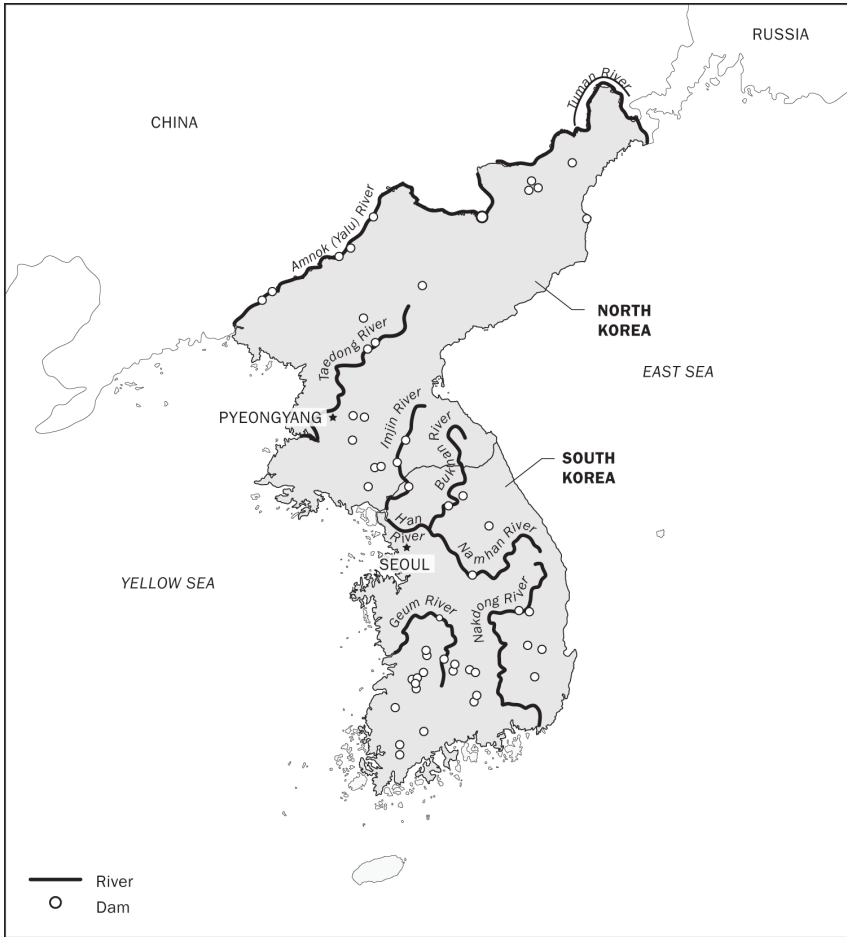 RUSSIA
Tuman River
CHINA
Amnok (Yalu) River
NORTH
KOREA
Taedong River
EAST SEA
PYEONGYANG
Imjin River
Bukhan River
SOUTH
KOREA
Han
River
Namhan River
SEOUL
YELLOW SEA
Geum River
Nakdong River
River
Dam